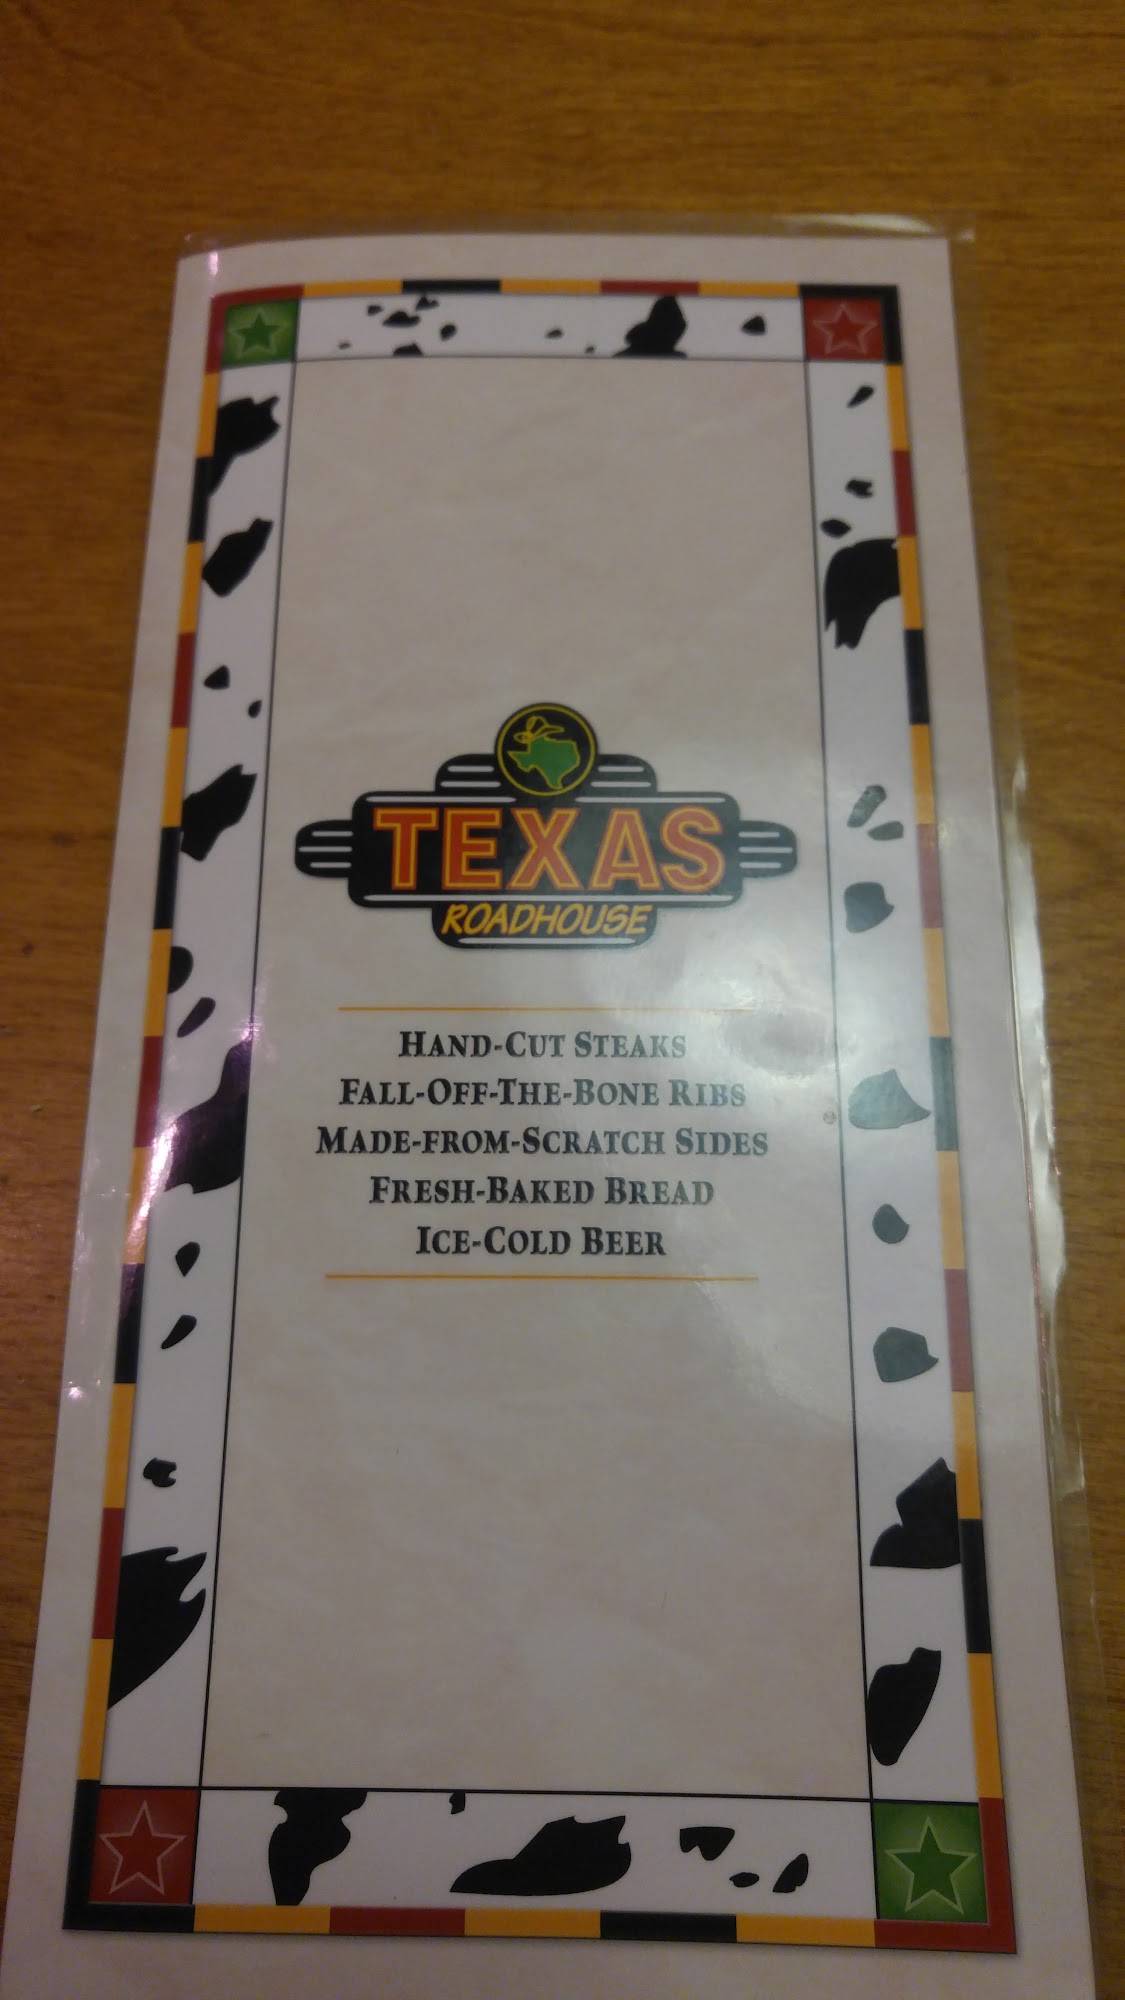 TEXAS
ROADHOUSE
HAND-CUT STEAKS
FALL-OFF-THE-BONE RIBS
MADE-FROM-SCRATCH SIDES
FRESH-BAKED BREAD
ICE-COLD BEER